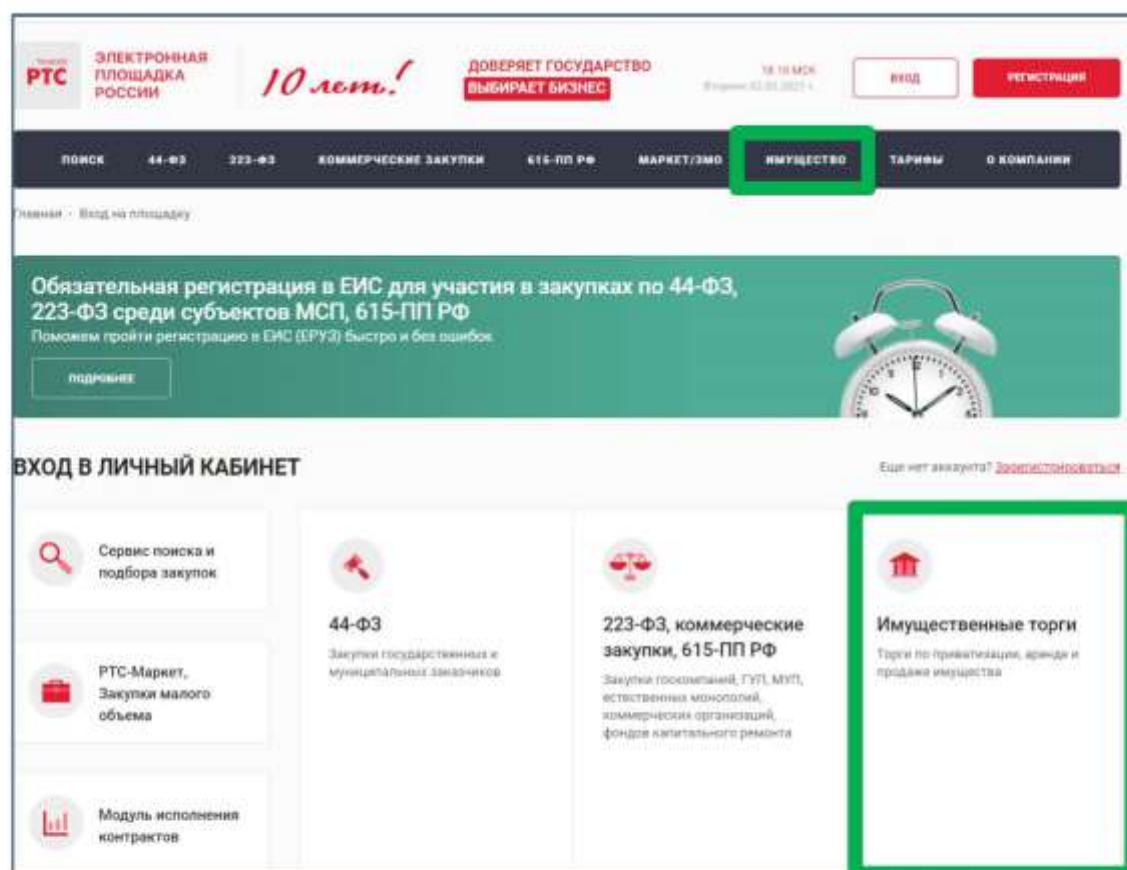 РТС
ЭЛЕКТРОННАЯ
ПЛОЩАДКА
РОССИИ
10 лет!
ДОВЕРЯЕТ ГОСУДАРСТВО
ВЫБИРАЕТ БИЗНЕС
18:10 МСК
ВХОД
РЕГИСТРАЦИЯ
ПОИСК 44-ФЗ 223-ФЗ КОММЕРЧЕСКИЕ ЗАКУПКИ 615-ПП РФ МАРКЕТ/ЗМО ИМУЩЕСТВО ТАРИФЫ О КОМПАНИИ
Главная - Вход на площадку
Обязательная регистрация в ЕИС для участия в закупках по 44-ФЗ,
223-ФЗ среди субъектов МСП, 615-ПП РФ
Поможем пройти регистрацию в ЕИС (ЕРУЗ) быстро и без ошибок
ПОДРОБНЕЕ
ВХОД В ЛИЧНЫЙ КАБИНЕТ
Еще нет аккаунта? Зарегистрироваться
Сервис поиска и
подбора закупок
РТС-Маркет,
Закупки малого
объема
Модуль исполнения
контрактов
44-ФЗ
Закупки государственных и
муниципальных заказчиков
223-ФЗ, коммерческие
закупки, 615-ПП РФ
Закупки госкомпаний, ГУП, МУП,
естественных монополий,
коммерческих организаций,
фондов капитального ремонта
Имущественные торги
Торги по приватизации, аренде и
продаже имущества